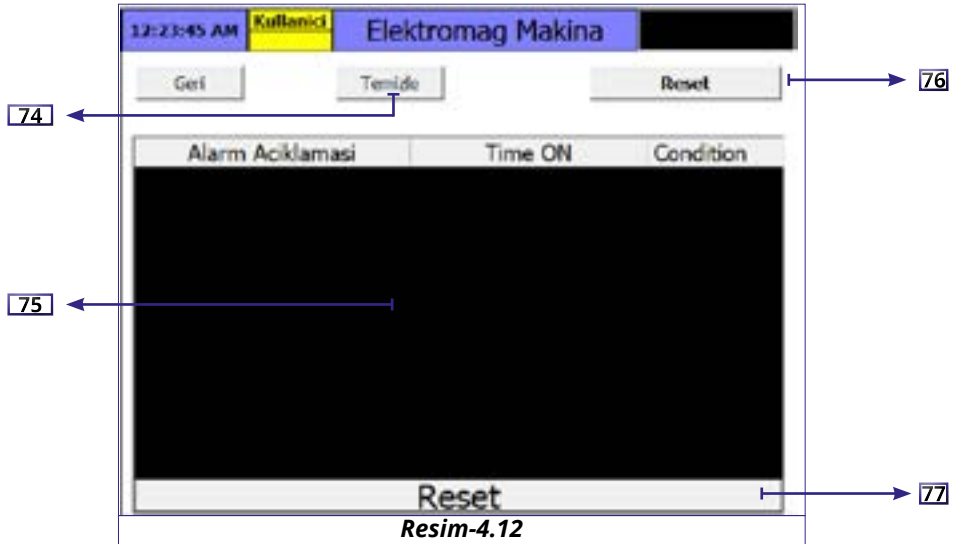 12:23:45 AM Kullanici Elektromag Makina
Geri Temizle Reset 76
74
Alarm Aciklamasi Time ON Condition
75
Reset 77
Resim-4.12